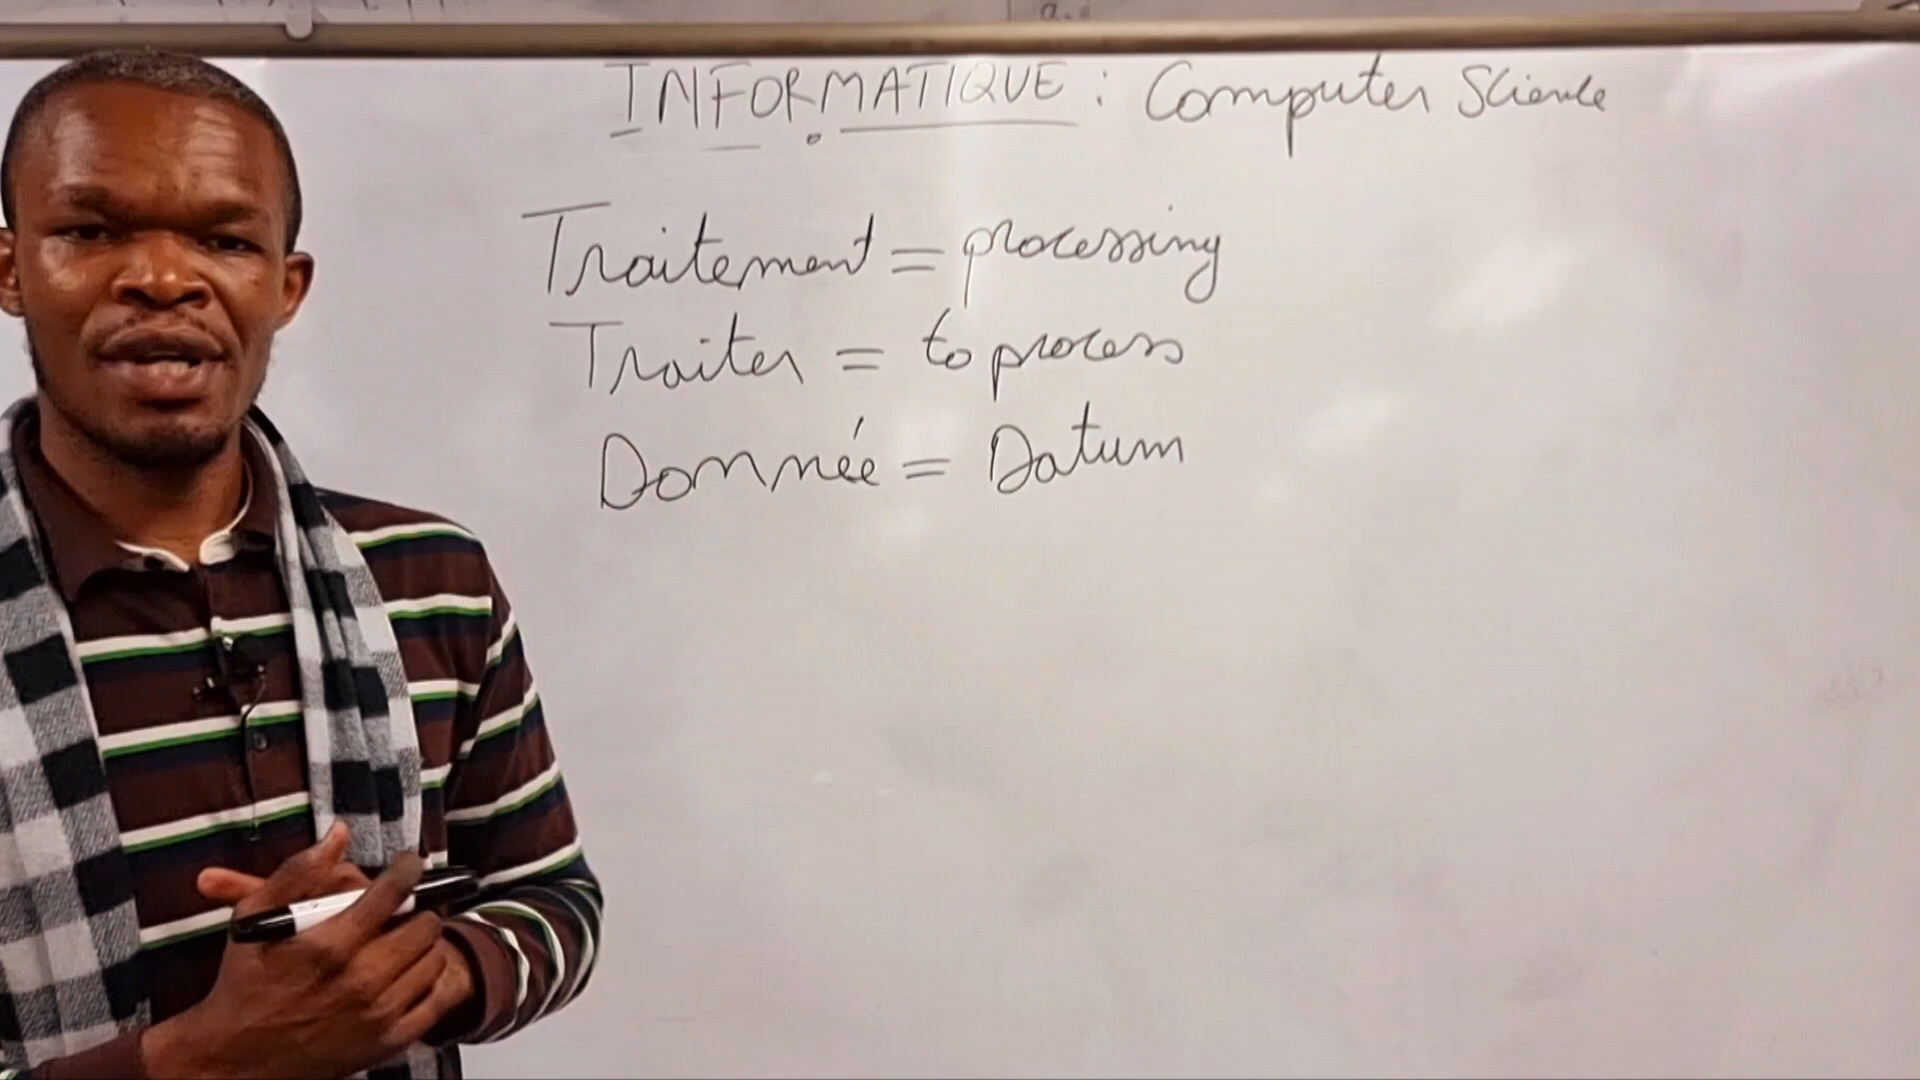 INFORMATIQUE : Computer Science
Traitement = processing
Traiter = to process
Donnée = Datum